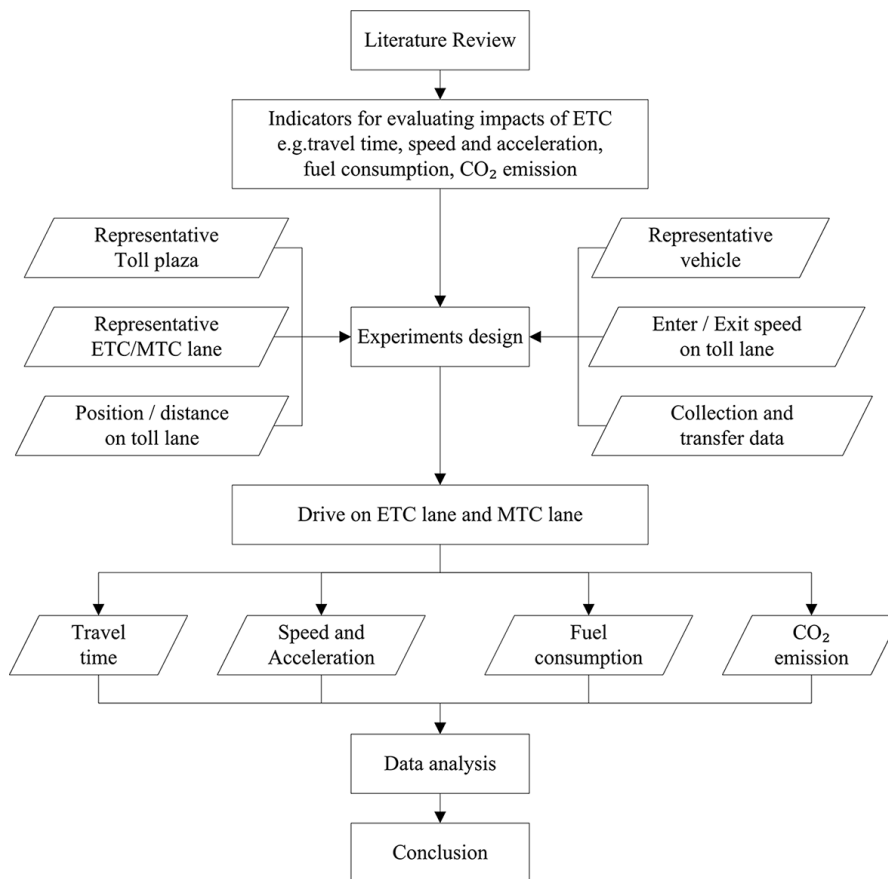 Literature Review
Indicators for evaluating impacts of ETC
e.g.travel time, speed and acceleration,
fuel consumption, CO₂ emission
Representative
Toll plaza
Representative
vehicle
Representative
ETC/MTC lane
Experiments design
Enter / Exit speed
on toll lane
Position / distance
on toll lane
Collection and
transfer data
Drive on ETC lane and MTC lane
Travel
time
Speed and
Acceleration
Fuel
consumption
CO₂
emission
Data analysis
Conclusion